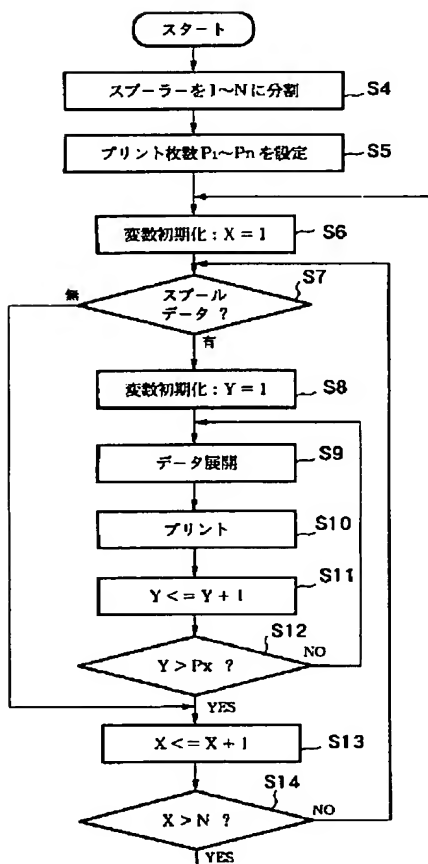 スタート
スプーラーを1〜Nに分割
S4
プリント枚数P1〜Pnを設定
S5
変数初期化:X=1
S6
スプール
データ ?
S7
無
有
変数初期化:Y=1
S8
データ展開
S9
プリント
S10
Y<=Y+1
S11
Y>Px ?
S12
NO
YES
X<=X+1
S13
X>N ?
S14
NO
YES